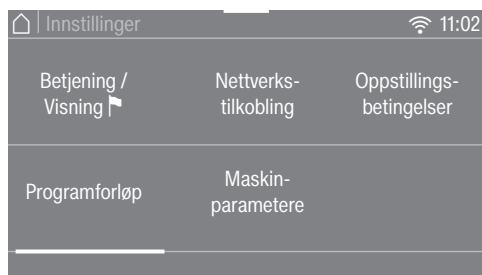 Innstillinger
11:02
Betjening /
Visning
Nettverks-
tilkobling
Oppstillings-
betingelser
Programforløp
Maskin-
parametere